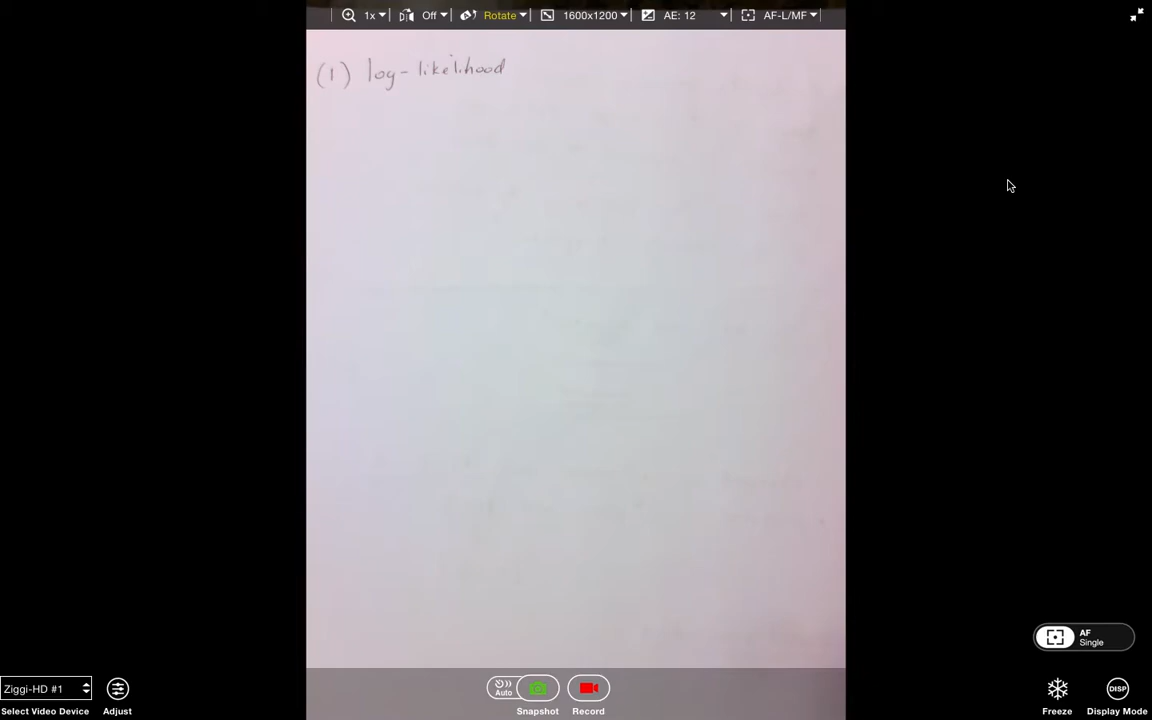 1x Off Rotate 1600x1200 AE: 12 AF-L/MF
(1) log-likelihood
AF
Single
Ziggi-HD #1
Select Video Device
Adjust
Auto
Snapshot
Record
Freeze
DISP
Display Mode